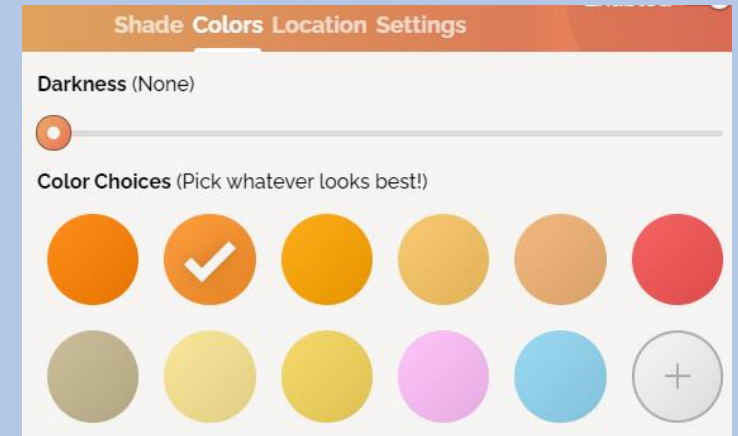 Shade Colors Location Settings
Darkness (None)
Color Choices (Pick whatever looks best!)